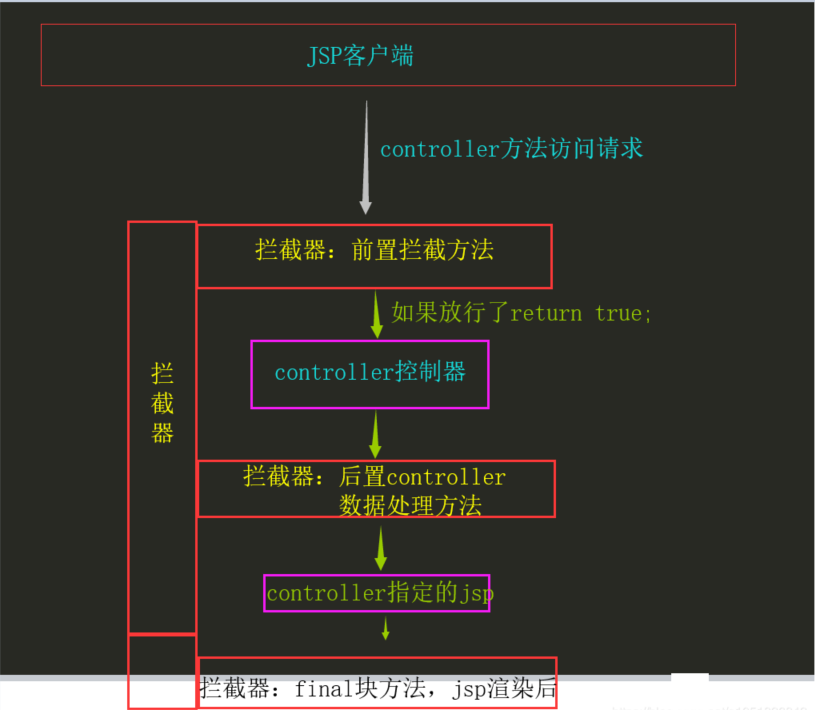 JSP客户端
controller方法访问请求
拦截器：前置拦截方法
如果放行了return true;
controller控制器
拦
截
器
拦截器：后置controller
数据处理方法
controller指定的jsp
拦截器：final块方法，jsp渲染后